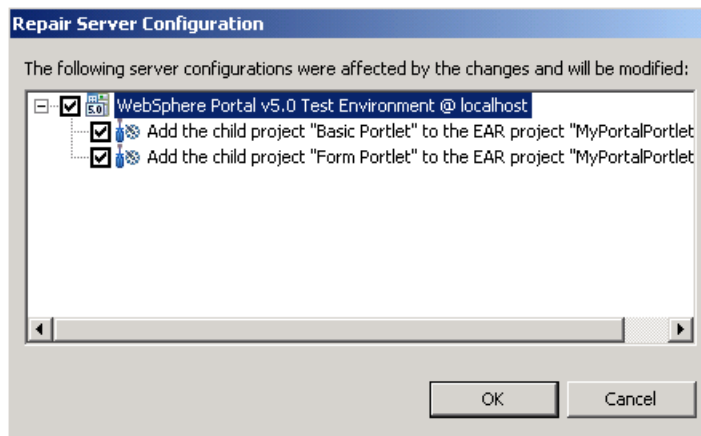 Repair Server Configuration
The following server configurations were affected by the changes and will be modified:
5.0 WebSphere Portal v5.0 Test Environment @ localhost
Add the child project "Basic Portlet" to the EAR project "MyPortalPortlet
Add the child project "Form Portlet" to the EAR project "MyPortalPortlet
OK Cancel